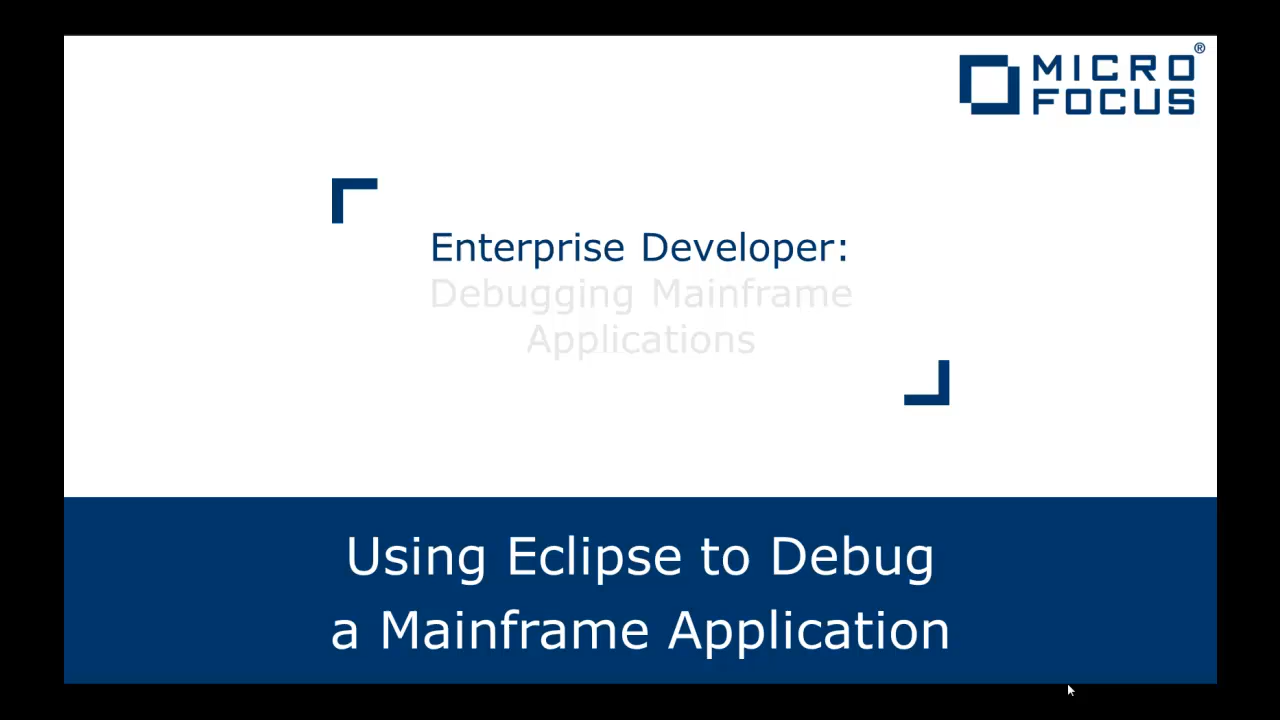 MICRO
FOCUS®
Enterprise Developer:
Debugging Mainframe
Applications
Using Eclipse to Debug
a Mainframe Application